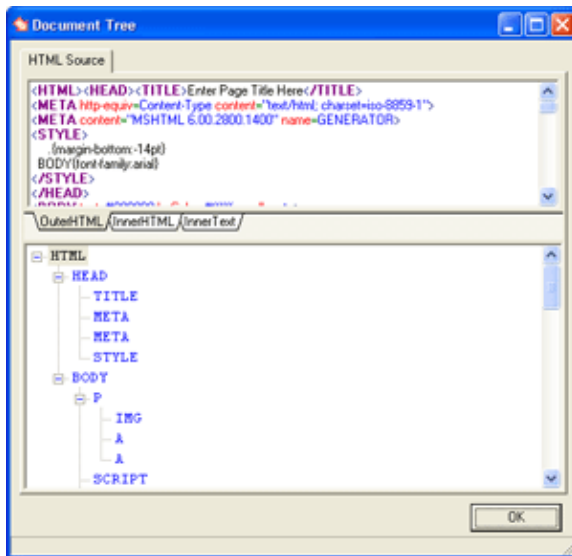 Document Tree
HTML Source
<HTML><HEAD><TITLE>Enter Page Title Here</TITLE>
<META http-equiv=Content-Type content="text/html; charset=iso-8859-1">
<META content="MSHTML 6.00.2800.1400" name=GENERATOR>
<STYLE>
.{margin-bottom:-14pt}
BODY{font-family:arial}
</STYLE>
</HEAD>
OuterHTML InnerHTML InnerText
HTML
HEAD
TITLE
META
META
STYLE
BODY
P
IMG
A
A
SCRIPT
OK